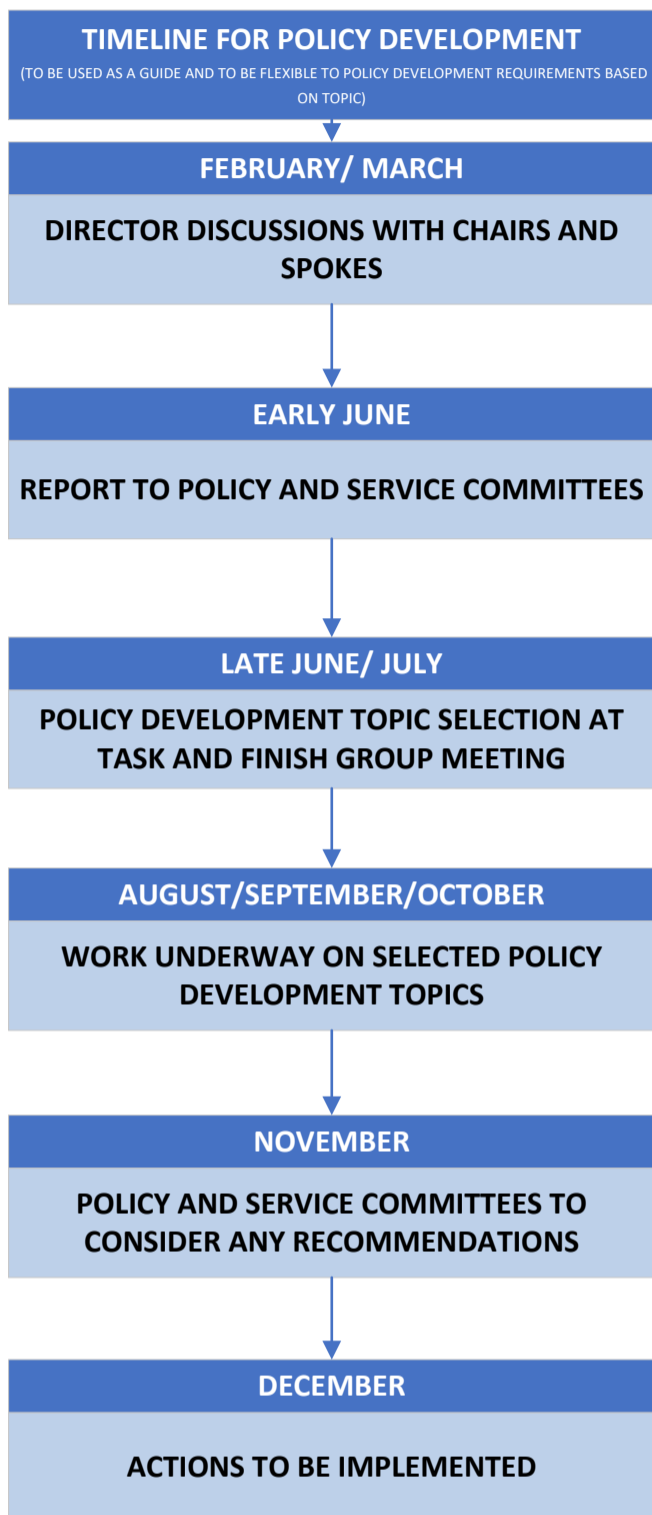 TIMELINE FOR POLICY DEVELOPMENT
(TO BE USED AS A GUIDE AND TO BE FLEXIBLE TO POLICY DEVELOPMENT REQUIREMENTS BASED
ON TOPIC)
FEBRUARY/ MARCH
DIRECTOR DISCUSSIONS WITH CHAIRS AND
SPOKES
EARLY JUNE
REPORT TO POLICY AND SERVICE COMMITTEES
LATE JUNE/ JULY
POLICY DEVELOPMENT TOPIC SELECTION AT
TASK AND FINISH GROUP MEETING
AUGUST/SEPTEMBER/OCTOBER
WORK UNDERWAY ON SELECTED POLICY
DEVELOPMENT TOPICS
NOVEMBER
POLICY AND SERVICE COMMITTEES TO
CONSIDER ANY RECOMMENDATIONS
DECEMBER
ACTIONS TO BE IMPLEMENTED